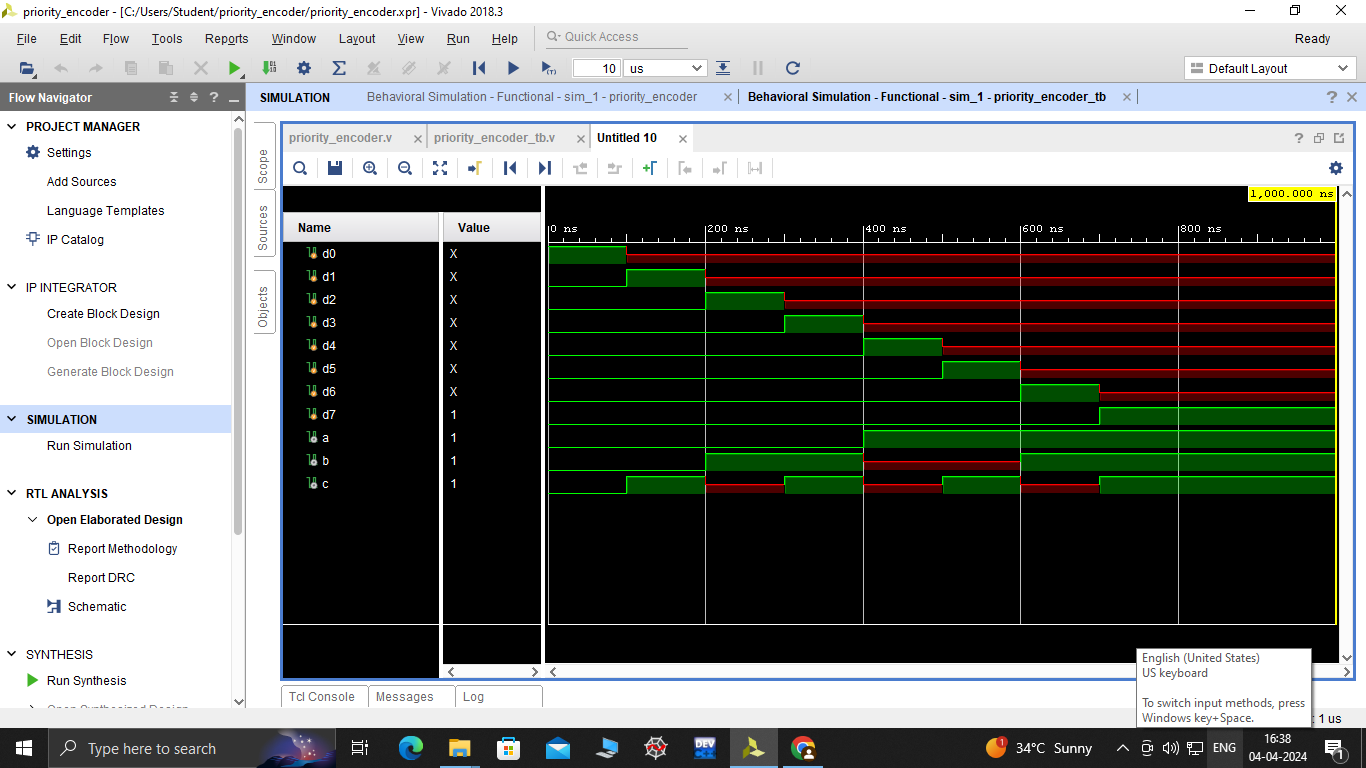 priority_encoder - [C:/Users/Student/priority_encoder/priority_encoder.xpr] - Vivado 2018.3
File Edit Flow Tools Reports Window Layout View Run Help Quick Access Ready
10 us Default Layout
Flow Navigator
SIMULATION Behavioral Simulation - Functional - sim_1 - priority_encoder Behavioral Simulation - Functional - sim_1 - priority_encoder_tb
PROJECT MANAGER
Settings
Add Sources
Language Templates
IP Catalog
IP INTEGRATOR
Create Block Design
Open Block Design
Generate Block Design
SIMULATION
Run Simulation
RTL ANALYSIS
Open Elaborated Design
Report Methodology
Report DRC
Schematic
SYNTHESIS
Run Synthesis
Open Synthesized Design
Scope
Sources
Objects
priority_encoder.v priority_encoder_tb.v Untitled 10
1,000.000 ns
Name Value
0 ns 200 ns 400 ns 600 ns 800 ns
d0 X
d1 X
d2 X
d3 X
d4 X
d5 X
d6 X
d7 1
a 1
b 1
c 1
Tcl Console Messages Log
English (United States)
US keyboard
To switch input methods, press
Windows key+Space.
: 1 us
Type here to search
DEV
34°C Sunny
ENG
16:38
04-04-2024